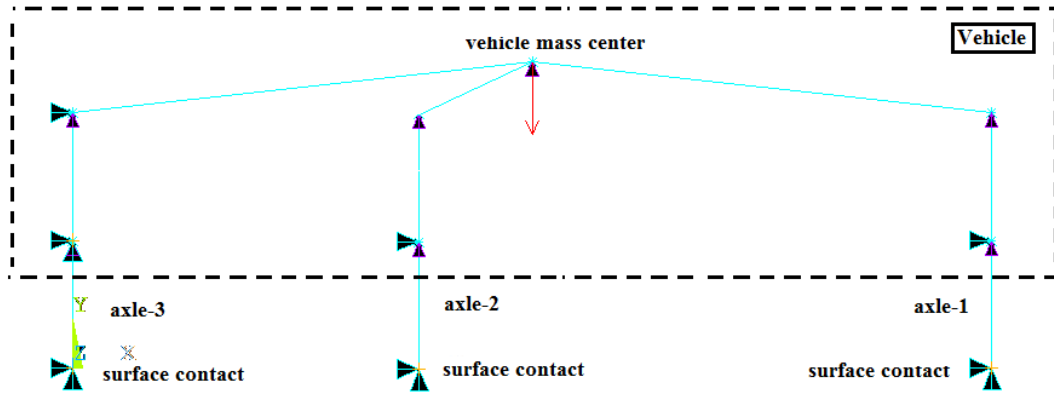 Vehicle
vehicle mass center
axle-3
axle-2
axle-1
Y
Z X
surface contact
surface contact
surface contact